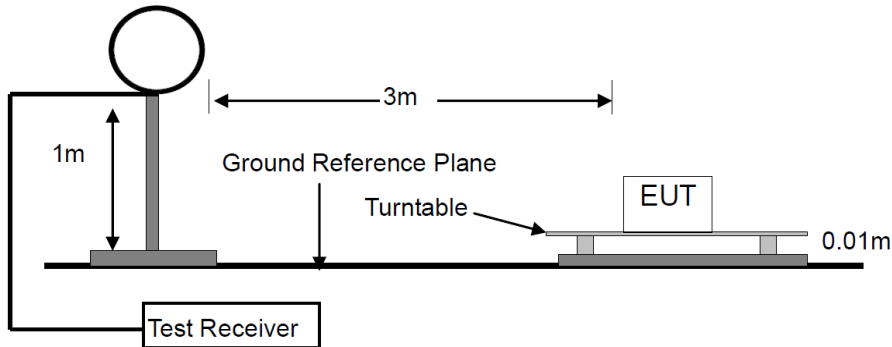 3m
1m
Ground Reference Plane
Turntable
EUT
0.01m
Test Receiver